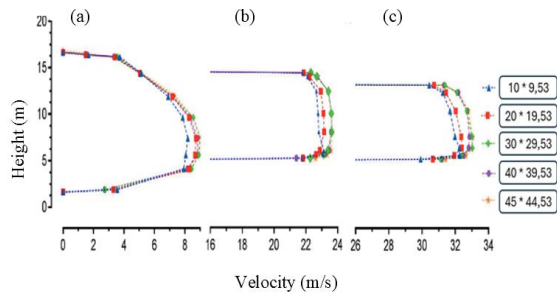 (a)
(b)
(c)
20
15
10
5
0
Height (m)
0 2 4 6 8
16 18 20 22 24
26 28 30 32 34
Velocity (m/s)
10 * 9,53
20 * 19,53
30 * 29,53
40 * 39,53
45 * 44,53